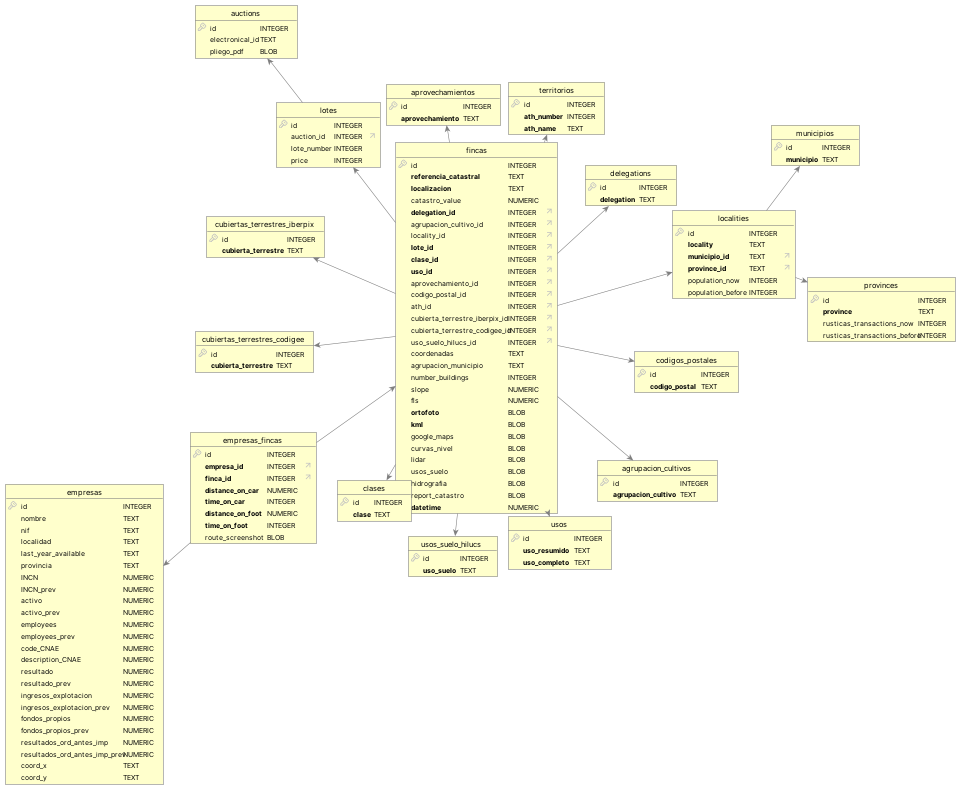 auctions
id INTEGER
electronical_id TEXT
pliego_pdf BLOB
lotes
id INTEGER
auction_id INTEGER
lote_number INTEGER
price INTEGER
aprovechamientos
id INTEGER
aprovechamiento TEXT
territorios
id INTEGER
ath_number INTEGER
ath_name TEXT
municipios
id INTEGER
municipio TEXT
delegations
id INTEGER
delegation TEXT
fincas
id INTEGER
referencia_catastral TEXT
localizacion TEXT
catastro_value NUMERIC
delegation_id INTEGER
agrupacion_cultivo_id INTEGER
locality_id INTEGER
lote_id INTEGER
clase_id INTEGER
uso_id INTEGER
aprovechamiento_id INTEGER
codigo_postal_id INTEGER
ath_id INTEGER
cubierta_terrestre_iberpix_id INTEGER
cubierta_terrestre_codigee_id INTEGER
uso_suelo_hilucs_id INTEGER
coordenadas TEXT
agrupacion_municipio TEXT
number_buildings INTEGER
slope NUMERIC
fls NUMERIC
ortofoto BLOB
kml BLOB
google_maps BLOB
curvas_nivel BLOB
lidar BLOB
usos_suelo BLOB
hidrografia BLOB
report_catastro BLOB
datetime NUMERIC
localities
id INTEGER
locality TEXT
municipio_id TEXT
province_id TEXT
population_now INTEGER
population_before INTEGER
provinces
id INTEGER
province TEXT
rusticas_transactions_now INTEGER
rusticas_transactions_before INTEGER
cubiertas_terrestres_iberpix
id INTEGER
cubierta_terrestre TEXT
cubiertas_terrestres_codigee
id INTEGER
cubierta_terrestre TEXT
codigos_postales
id INTEGER
codigo_postal TEXT
agrupacion_cultivos
id INTEGER
agrupacion_cultivo TEXT
empresas_fincas
id INTEGER
empresa_id INTEGER
finca_id INTEGER
distance_on_car NUMERIC
time_on_car INTEGER
distance_on_foot NUMERIC
time_on_foot INTEGER
route_screenshot BLOB
clases
id INTEGER
clase TEXT
usos_suelo_hilucs
id INTEGER
uso_suelo TEXT
usos
id INTEGER
uso_resumido TEXT
uso_completo TEXT
empresas
id INTEGER
nombre TEXT
nif TEXT
localidad TEXT
last_year_available TEXT
provincia TEXT
INCN NUMERIC
INCN_prev NUMERIC
activo NUMERIC
activo_prev NUMERIC
employees NUMERIC
employees_prev NUMERIC
code_CNAE NUMERIC
description_CNAE NUMERIC
resultado NUMERIC
resultado_prev NUMERIC
ingresos_explotacion NUMERIC
ingresos_explotacion_prev NUMERIC
fondos_propios NUMERIC
fondos_propios_prev NUMERIC
resultados_ord_antes_imp NUMERIC
resultados_ord_antes_imp_prev NUMERIC
coord_x TEXT
coord_y TEXT